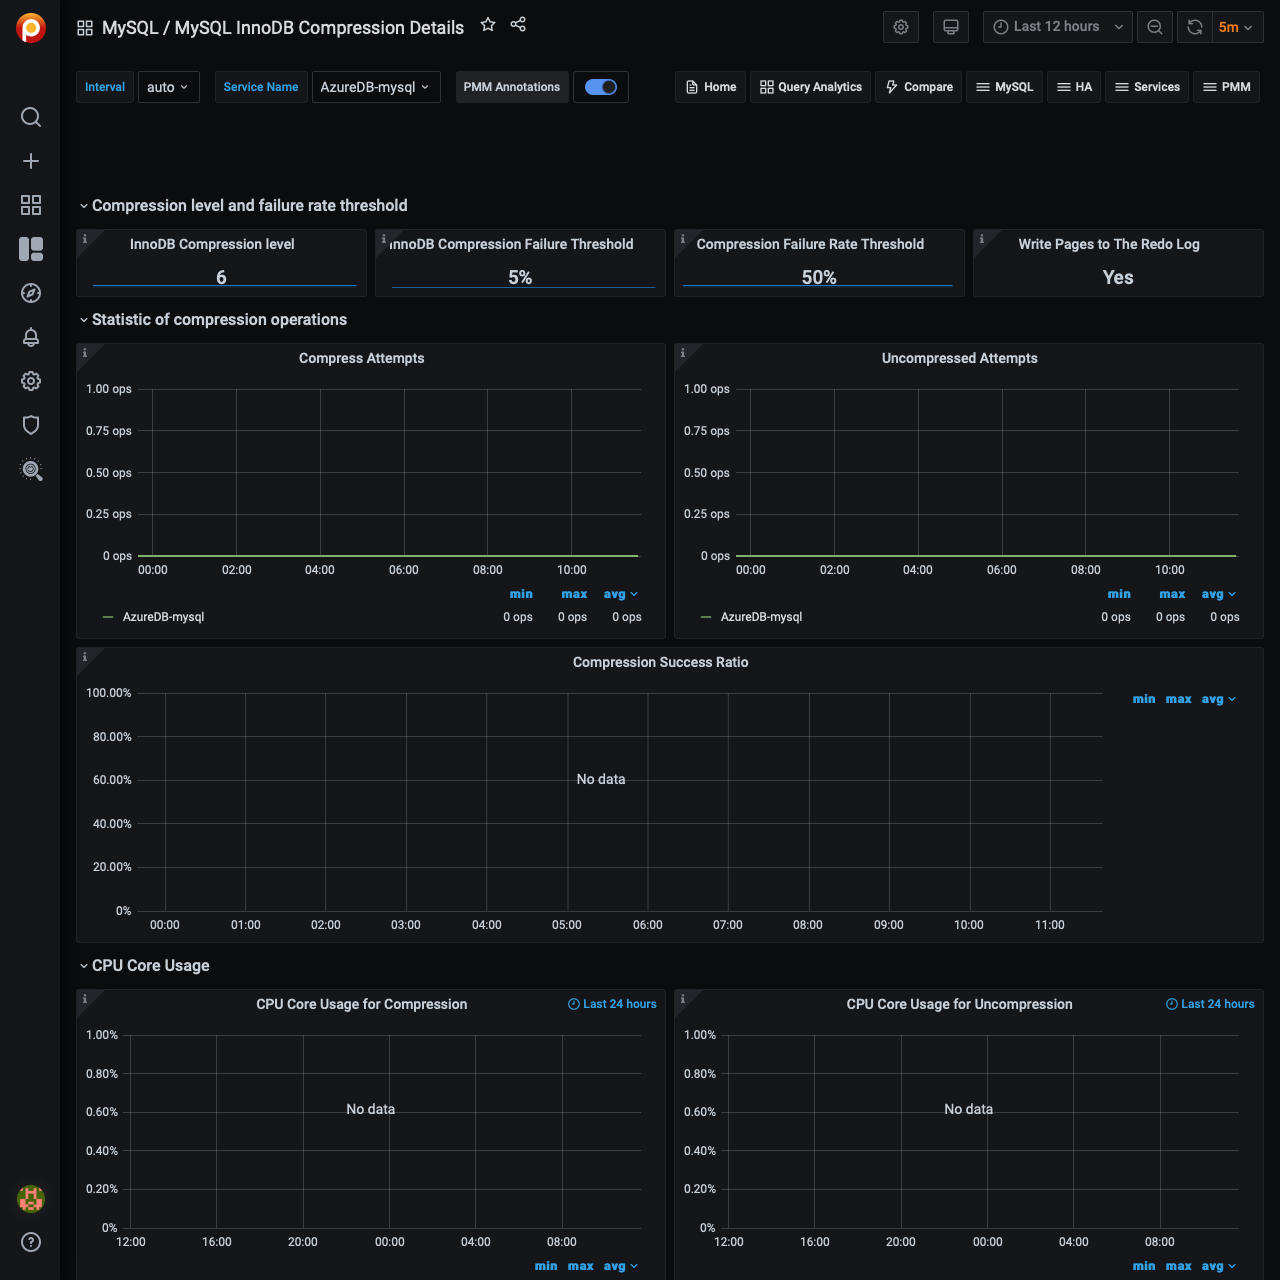 MySQL / MySQL InnoDB Compression Details
Last 12 hours
5m
Interval
auto
Service Name
AzureDB-mysql
PMM Annotations
Home
Query Analytics
Compare
MySQL
HA
Services
PMM
Compression level and failure rate threshold
InnoDB Compression level
6
InnoDB Compression Failure Threshold
5%
Compression Failure Rate Threshold
50%
Write Pages to The Redo Log
Yes
Statistic of compression operations
Compress Attempts
1.00 ops
0.75 ops
0.50 ops
0.25 ops
0 ops
00:00 02:00 04:00 06:00 08:00 10:00
min max avg
AzureDB-mysql 0 ops 0 ops 0 ops
Uncompressed Attempts
1.00 ops
0.75 ops
0.50 ops
0.25 ops
0 ops
00:00 02:00 04:00 06:00 08:00 10:00
min max avg
AzureDB-mysql 0 ops 0 ops 0 ops
Compression Success Ratio
100.00%
80.00%
60.00%
40.00%
20.00%
0%
No data
00:00 01:00 02:00 03:00 04:00 05:00 06:00 07:00 08:00 09:00 10:00 11:00
min max avg
CPU Core Usage
CPU Core Usage for Compression
Last 24 hours
1.00%
0.80%
0.60%
0.40%
0.20%
0%
No data
12:00 16:00 20:00 00:00 04:00 08:00
min max avg
CPU Core Usage for Uncompression
Last 24 hours
1.00%
0.80%
0.60%
0.40%
0.20%
0%
No data
12:00 16:00 20:00 00:00 04:00 08:00
min max avg